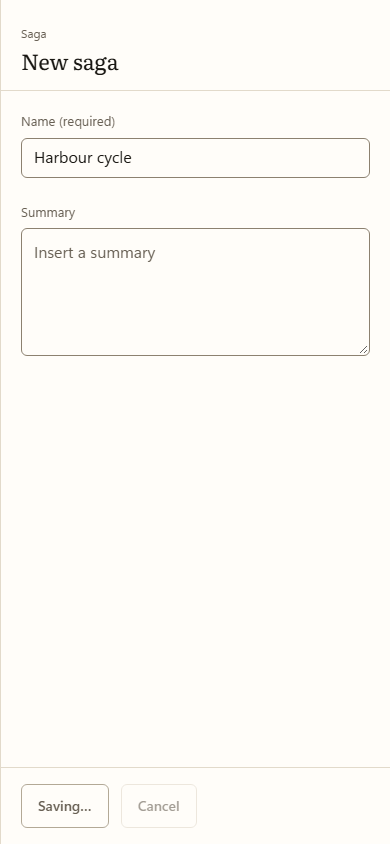 Saga
New saga
Name (required)
Harbour cycle
Summary
Insert a summary
Saving...
Cancel